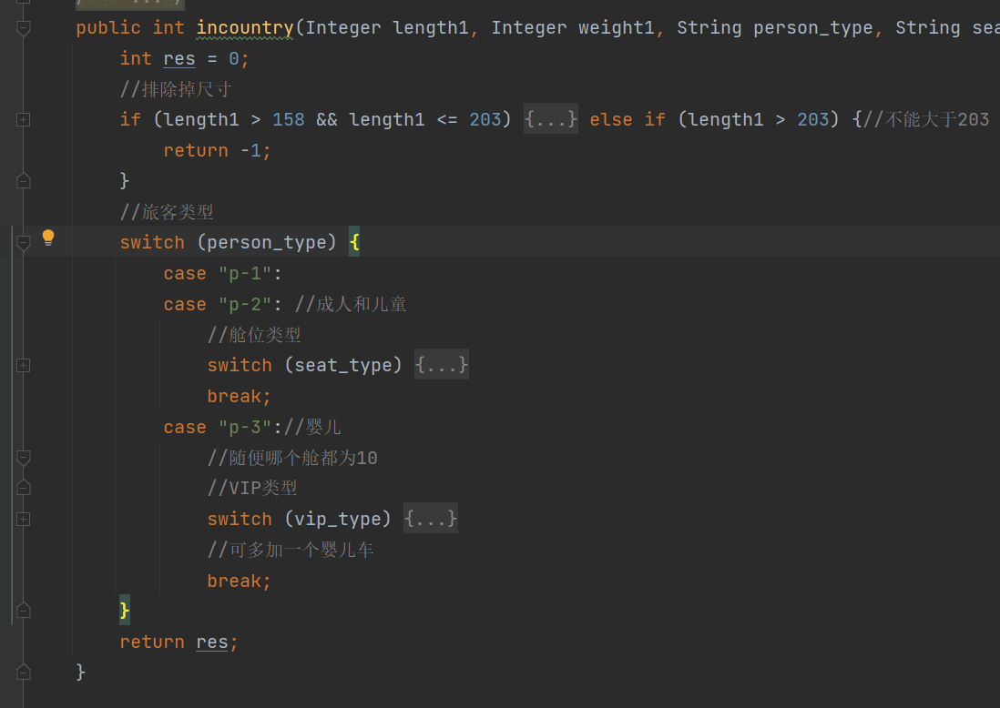 public int incountry(Integer length1, Integer weight1, String person_type, String sea
int res = 0;
//排除掉尺寸
if (length1 > 158 && length1 <= 203) {...} else if (length1 > 203) {//不能大于203
return -1;
}
//旅客类型
switch (person_type) {
case "p-1":
case "p-2": //成人和儿童
//舱位类型
switch (seat_type) {...}
break;
case "p-3"://婴儿
//随便哪个舱都为10
//VIP类型
switch (vip_type) {...}
//可多加一个婴儿车
break;
}
return res;
}